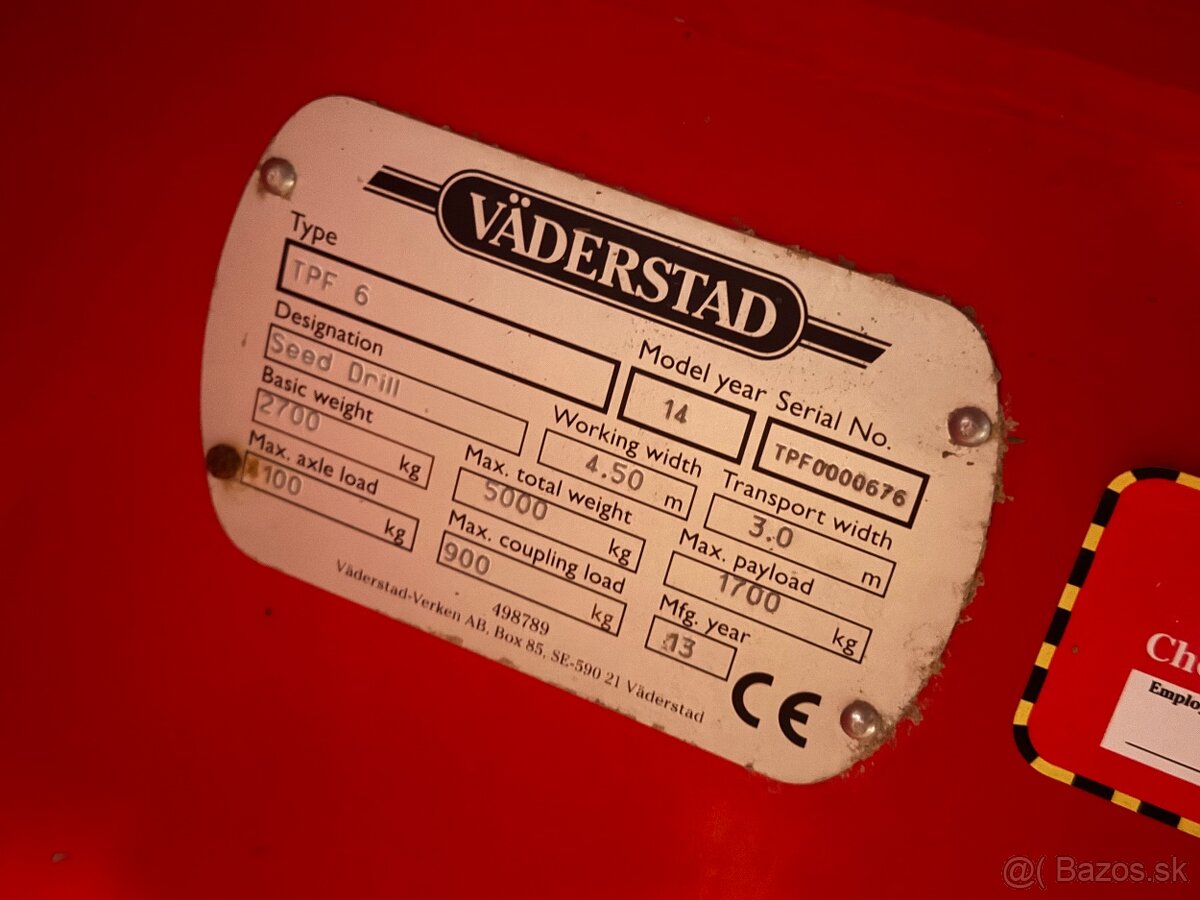 VÄDERSTAD
Type
TPF 6
Model year
14
Serial No.
TPF0000676
Designation
Seed Drill
Working width
4.50 m
Transport width
3.0 m
Basic weight
2700 kg
Max. total weight
5000 kg
Max. payload
1700 kg
Max. axle load
kg
Max. coupling load
900 kg
Mfg. year
13
498789
Väderstad-Verken AB, Box 85, SE-590 21 Väderstad
CE
@( Bazos.sk